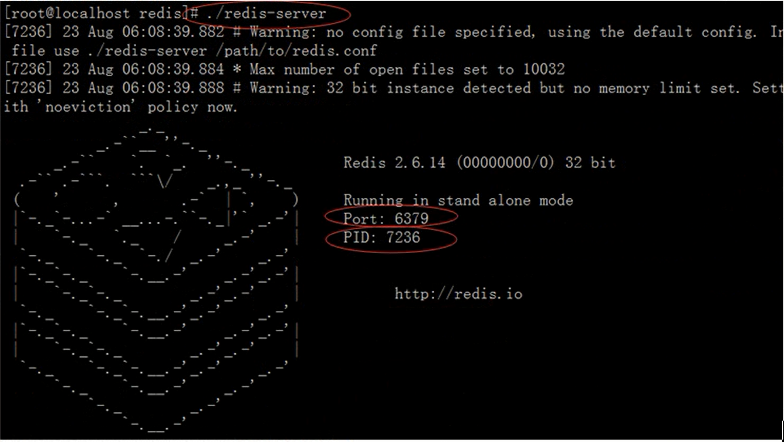 [root@localhost redis]# ./redis-server
[7236] 23 Aug 06:08:39.882 # Warning: no config file specified, using the default config. In
file use ./redis-server /path/to/redis.conf
[7236] 23 Aug 06:08:39.884 * Max number of open files set to 10032
[7236] 23 Aug 06:08:39.888 # Warning: 32 bit instance detected but no memory limit set. Sett
ith 'noeviction' policy now.
Redis 2.6.14 (00000000/0) 32 bit
Running in stand alone mode
Port: 6379
PID: 7236
http://redis.io